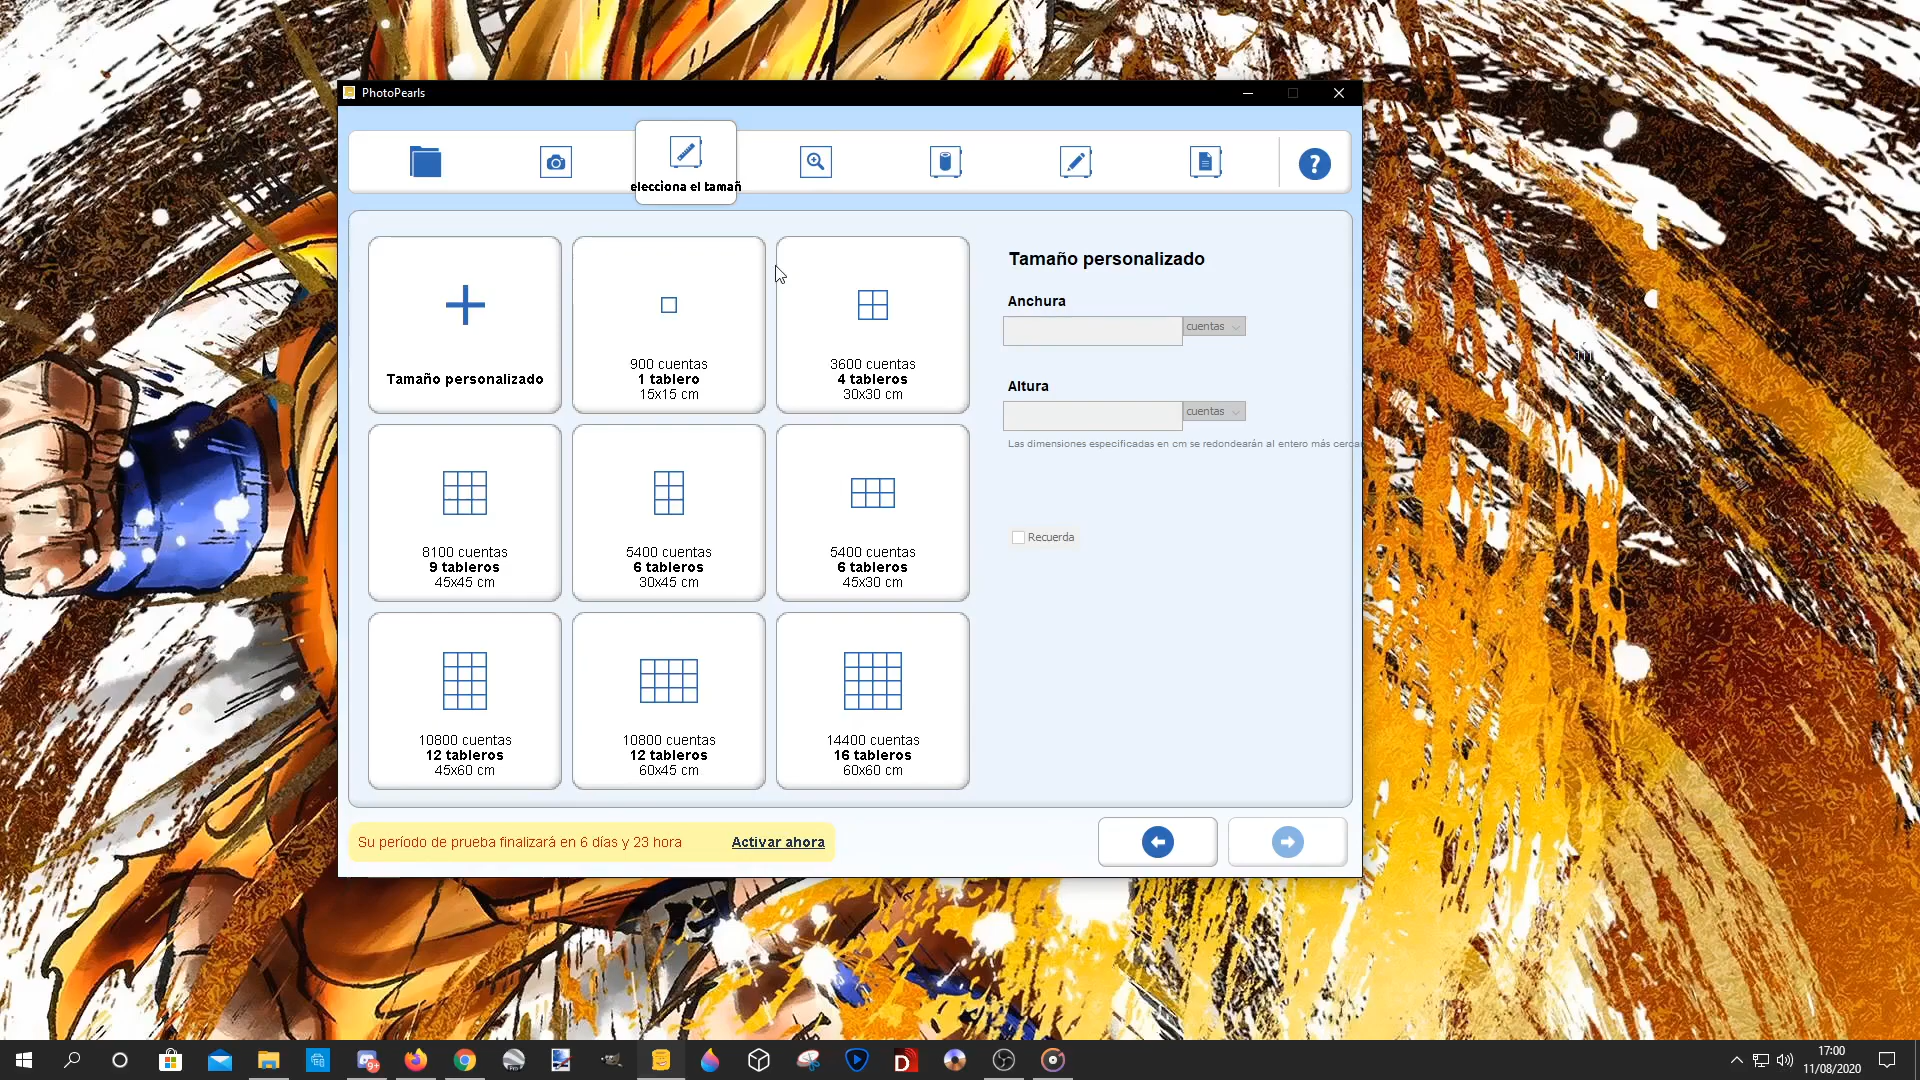 PhotoPearls
elecciona el tamañ
Tamaño personalizado
900 cuentas
1 tablero
15x15 cm
3600 cuentas
4 tableros
30x30 cm
8100 cuentas
9 tableros
45x45 cm
5400 cuentas
6 tableros
30x45 cm
5400 cuentas
6 tableros
45x30 cm
10800 cuentas
12 tableros
45x60 cm
10800 cuentas
12 tableros
60x45 cm
14400 cuentas
16 tableros
60x60 cm
Tamaño personalizado
Anchura
cuentas
Altura
cuentas
Las dimensiones especificadas en cm se redondearán al entero más cercan
Recuerda
Su período de prueba finalizará en 6 días y 23 hora
Activar ahora
9+
Pro
D
17:00
11/08/2020